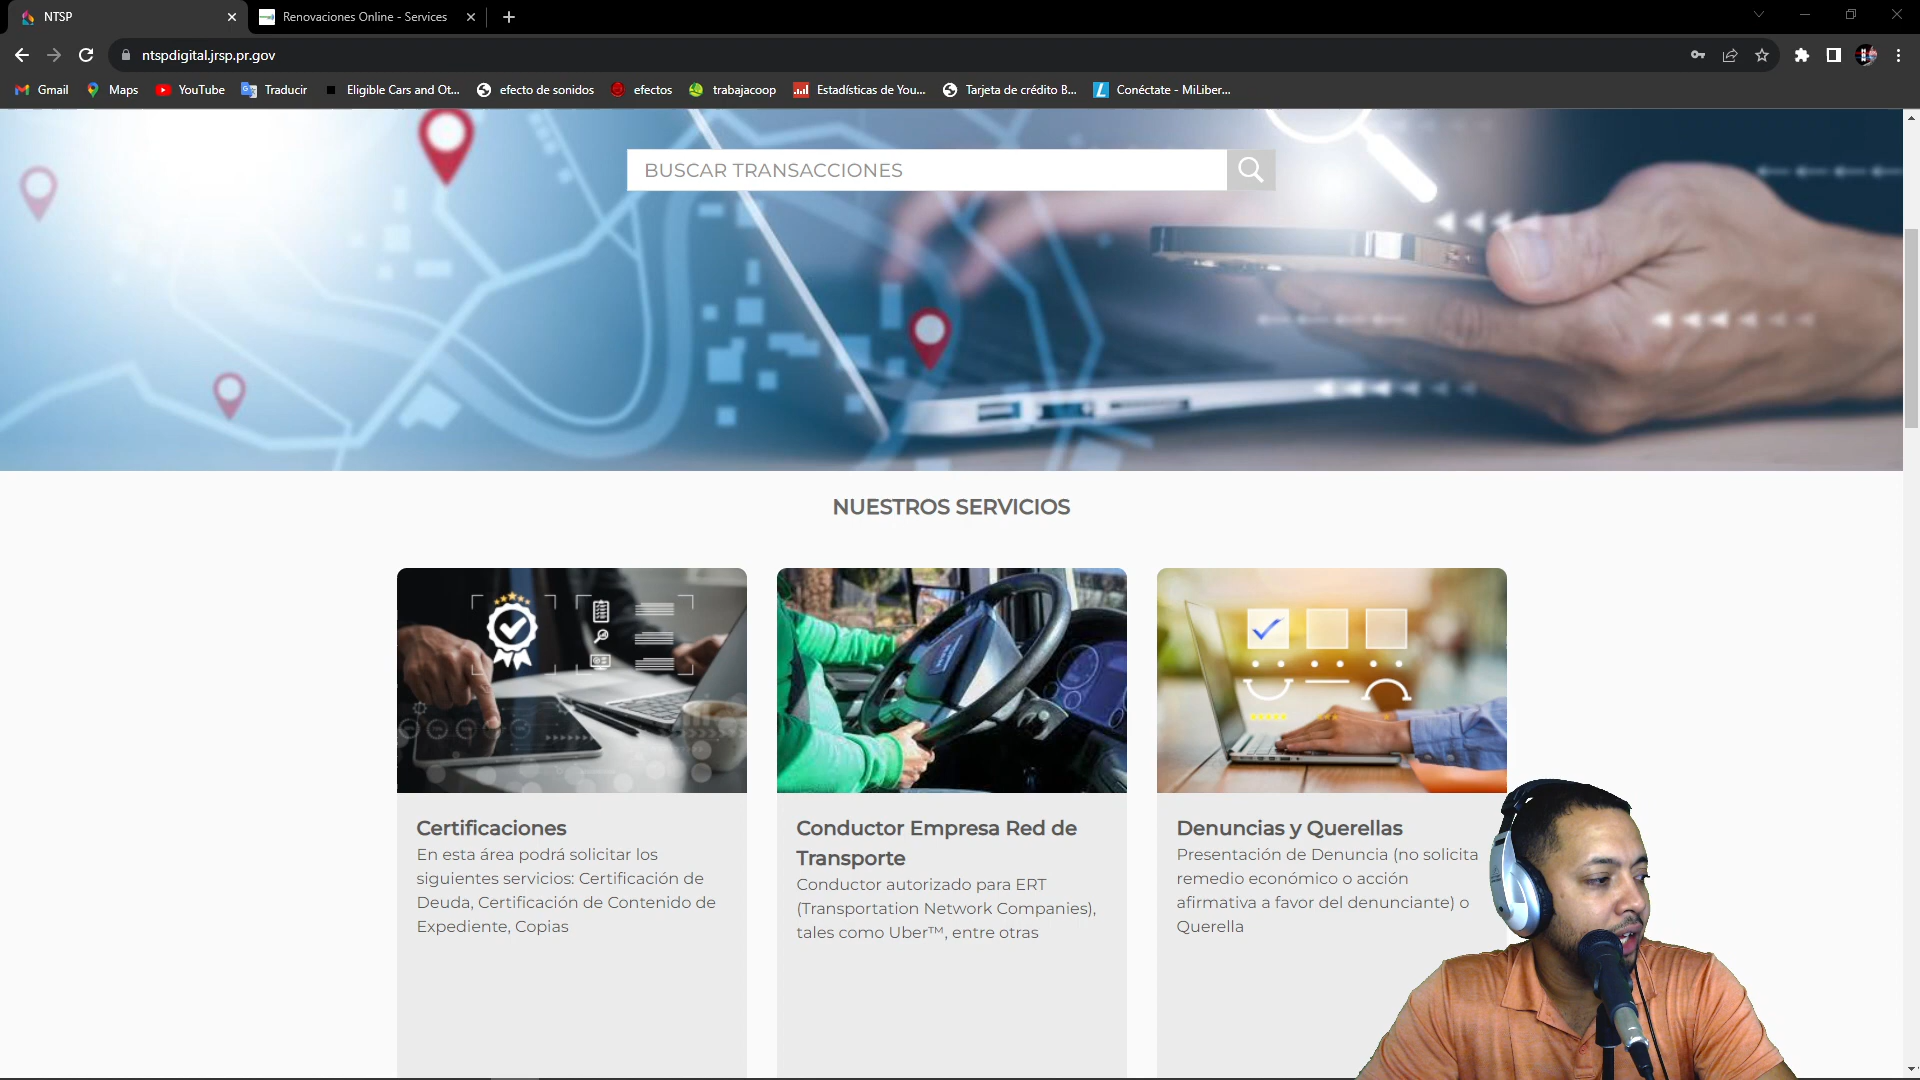 NTSP
Renovaciones Online - Services
ntspdigital.jrsp.pr.gov
Gmail
Maps
YouTube
Traducir
Eligible Cars and Ot...
efecto de sonidos
efectos
trabajacoop
Estadísticas de You...
Tarjeta de crédito B...
Conéctate - MiLiber...
BUSCAR TRANSACCIONES
NUESTROS SERVICIOS
Certificaciones
En esta área podrá solicitar los
siguientes servicios: Certificación de
Deuda, Certificación de Contenido de
Expediente, Copias
Conductor Empresa Red de
Transporte
Conductor autorizado para ERT
(Transportation Network Companies),
tales como Uber™, entre otras
Denuncias y Querellas
Presentación de Denuncia (no solicita
remedio económico o acción
afirmativa a favor del denunciante) o
Querella